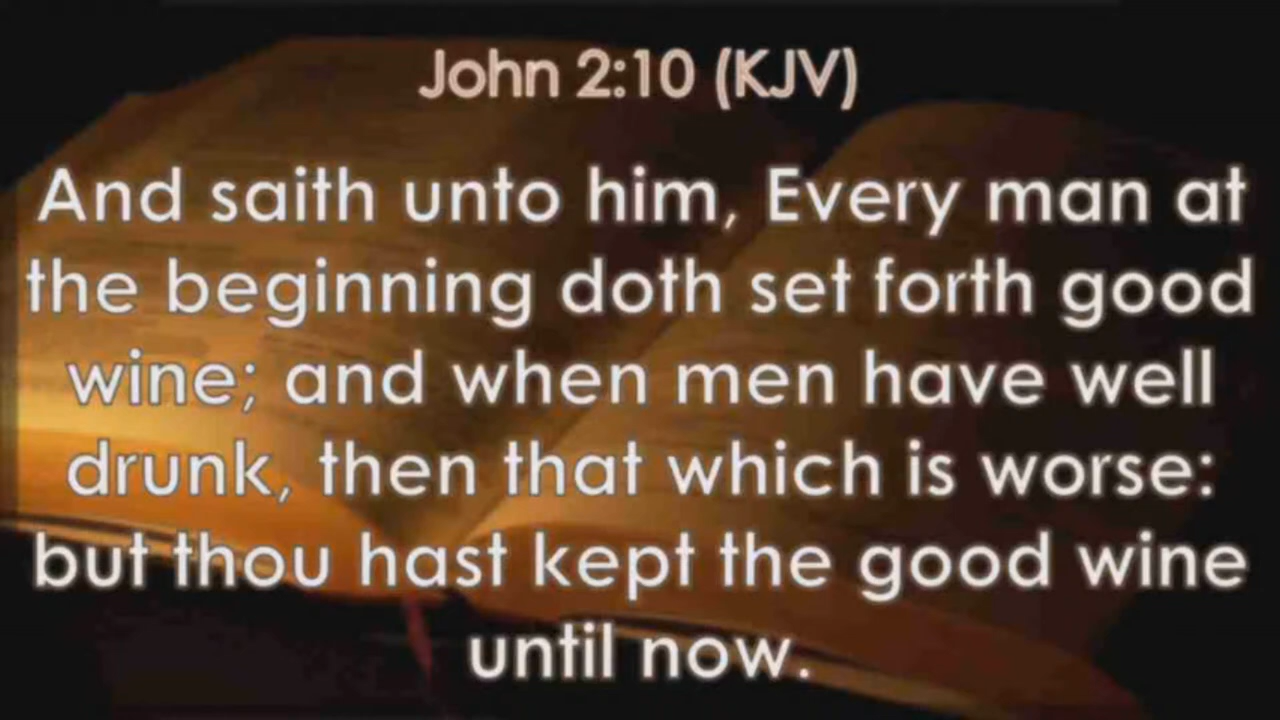 John 2:10 (KJV)
And saith unto him, Every man at
the beginning doth set forth good
wine; and when men have well
drunk, then that which is worse:
but thou hast kept the good wine
until now.